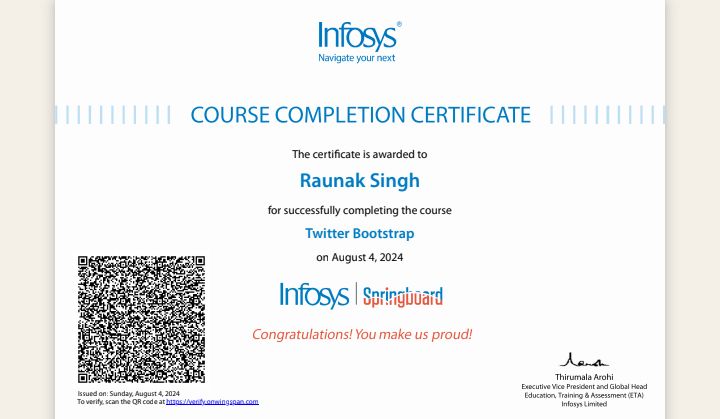 Infosys®
Navigate your next
COURSE COMPLETION CERTIFICATE
The certificate is awarded to
Raunak Singh
for successfully completing the course
Twitter Bootstrap
on August 4, 2024
Infosys | Springboard
Congratulations! You make us proud!
Issued on: Sunday, August 4, 2024
To verify, scan the QR code at https://verify.onwingspan.com
Thirumala Arohi
Executive Vice President and Global Head
Education, Training & Assessment (ETA)
Infosys Limited